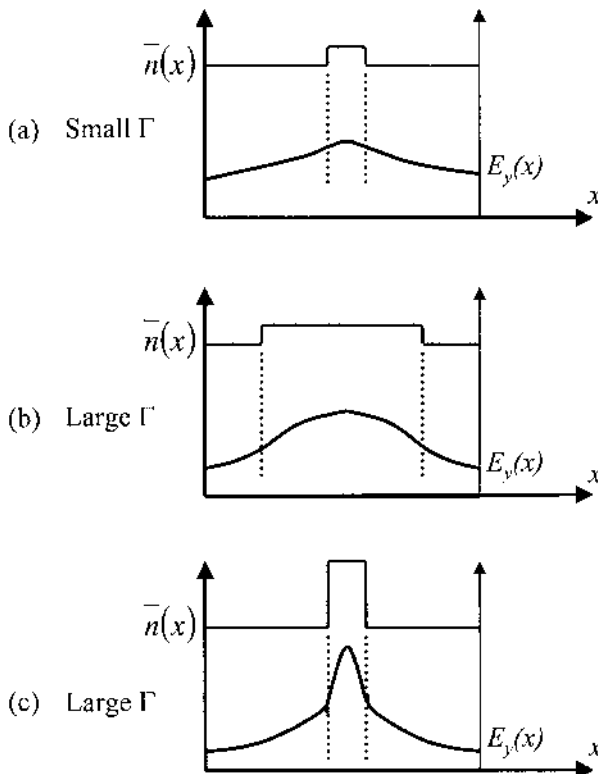 n̅(x)
(a) Small Γ
E_y(x)
x
n̅(x)
(b) Large Γ
E_y(x)
x
n̅(x)
(c) Large Γ
E_y(x)
x